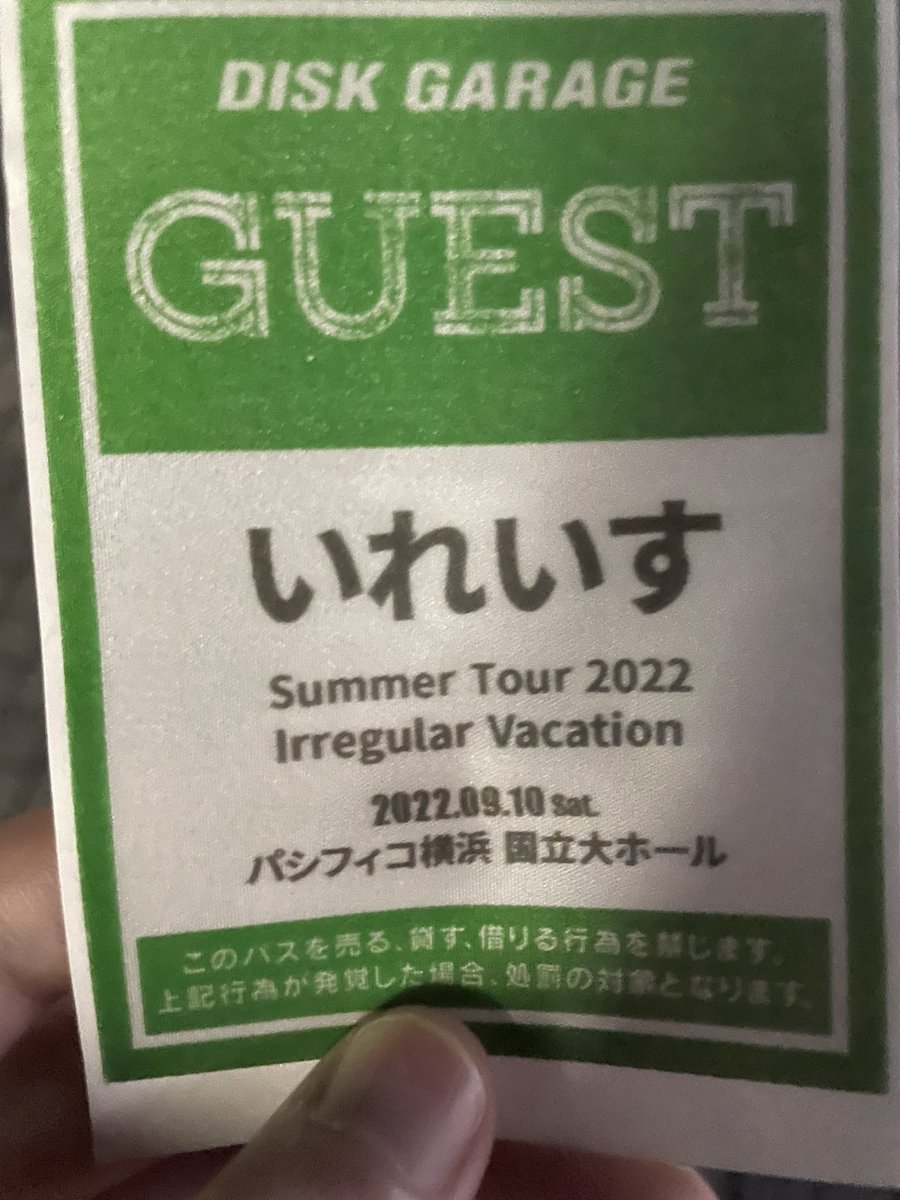 DISK GARAGE
GUEST
いれいす
Summer Tour 2022
Irregular Vacation
2022.09.10 Sat.
パシフィコ横浜 国立大ホール
このパスを売る、貸す、借りる行為を禁じます。
上記行為が発覚した場合、処罰の対象となります。